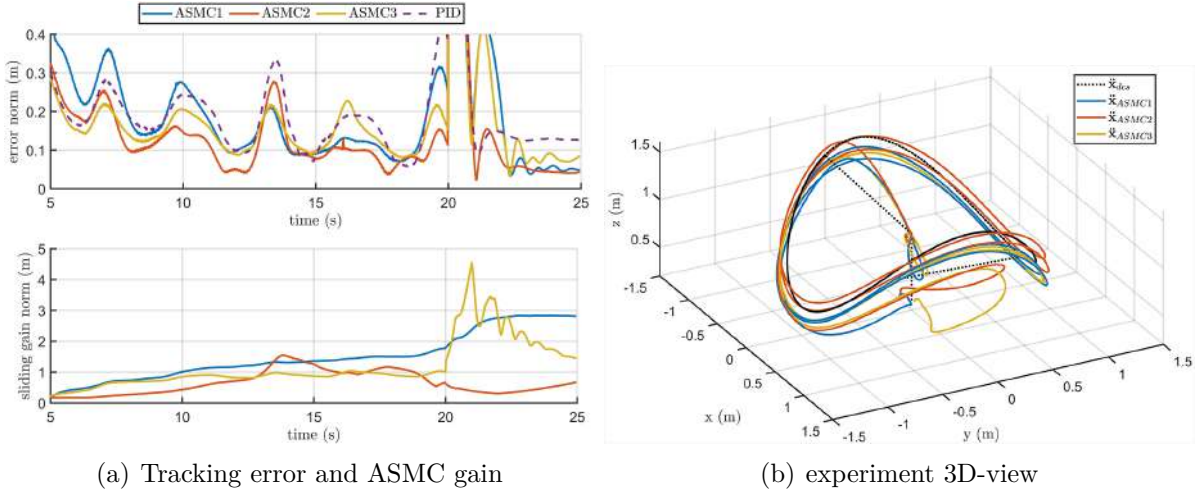 ASMC1 ASMC2 ASMC3 PID
0.4
0.3
0.2
0.1
0
error norm (m)
5 10 15 20 25
time (s)
5
4
3
2
1
0
sliding gain norm (m)
5 10 15 20 25
time (s)
(a) Tracking error and ASMC gain
ẍdes
ẍASMC1
ẍASMC2
ẍASMC3
1.5
1
0.5
z (m)
-1.5
-1
-0.5
0
0.5
1
1.5
x (m)
-1.5
-1
-0.5
0
0.5
1
1.5
y (m)
(b) experiment 3D-view